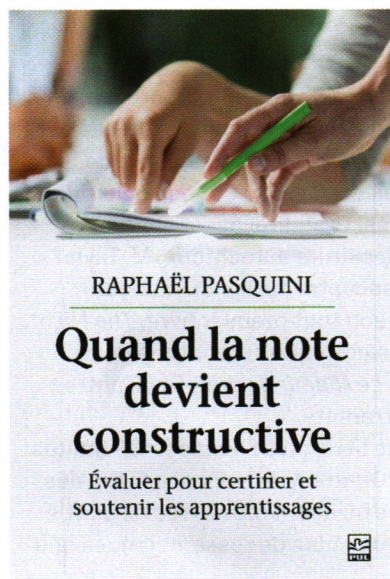 RAPHAËL PASQUINI
Quand la note
devient
constructive
Évaluer pour certifier et
soutenir les apprentissages
PUL